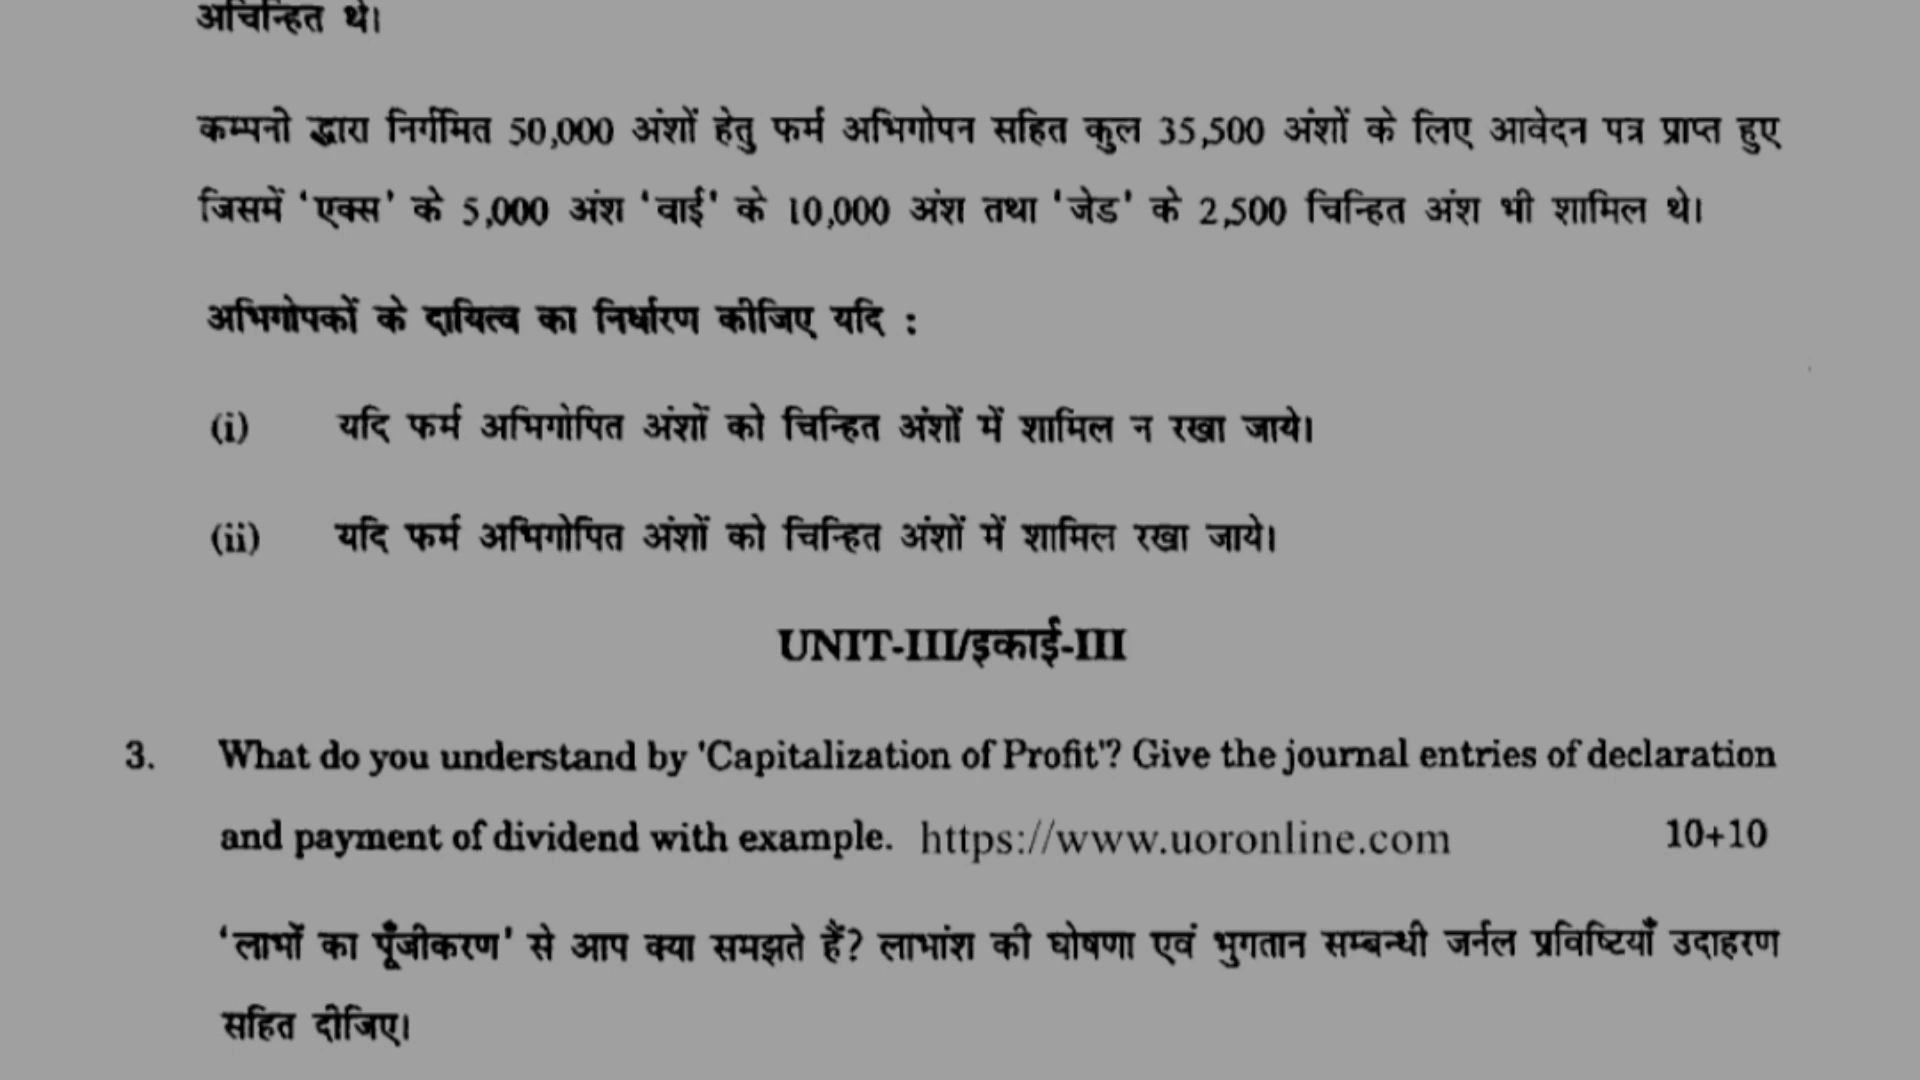 अचिन्हित थे।
कम्पनी द्वारा निर्गमित 50,000 अंशों हेतु फर्म अभिगोपन सहित कुल 35,500 अंशों के लिए आवेदन पत्र प्राप्त हुए
जिसमें ‘एक्स’ के 5,000 अंश ‘वाई’ के 10,000 अंश तथा ‘जेड’ के 2,500 चिन्हित अंश भी शामिल थे।
अभिगोपकों के दायित्व का निर्धारण कीजिए यदि :
(i) यदि फर्म अभिगोपित अंशों को चिन्हित अंशों में शामिल न रखा जाये।
(ii) यदि फर्म अभिगोपित अंशों को चिन्हित अंशों में शामिल रखा जाये।
UNIT-III/इकाई-III
3. What do you understand by 'Capitalization of Profit'? Give the journal entries of declaration
and payment of dividend with example. https://www.uoronline.com 10+10
‘लाभों का पूँजीकरण’ से आप क्या समझते हैं? लाभांश की घोषणा एवं भुगतान सम्बन्धी जर्नल प्रविष्टियाँ उदाहरण
सहित दीजिए।